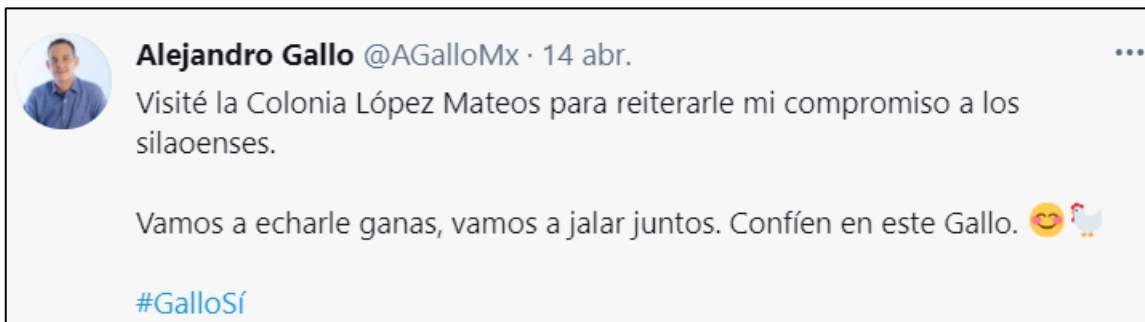 Alejandro Gallo @AGalloMx · 14 abr.
Visité la Colonia López Mateos para reiterarle mi compromiso a los
silaoenses.
Vamos a echarle ganas, vamos a jalar juntos. Confíen en este Gallo. 😊🐓
#GalloSí